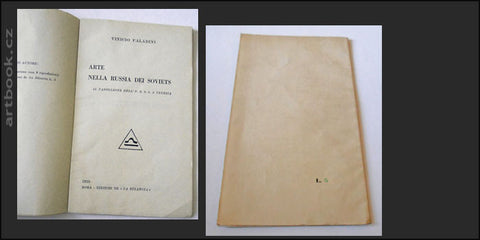 artbook.cz
VINICIO PALADINI
ARTE
NELLA RUSSIA DEI SOVIETS
IL PADIGLIONE DELL'U. R. S. S. A VENEZIA
ROMA - EDIZIONI DE « LA BILANCIA »
L. 5